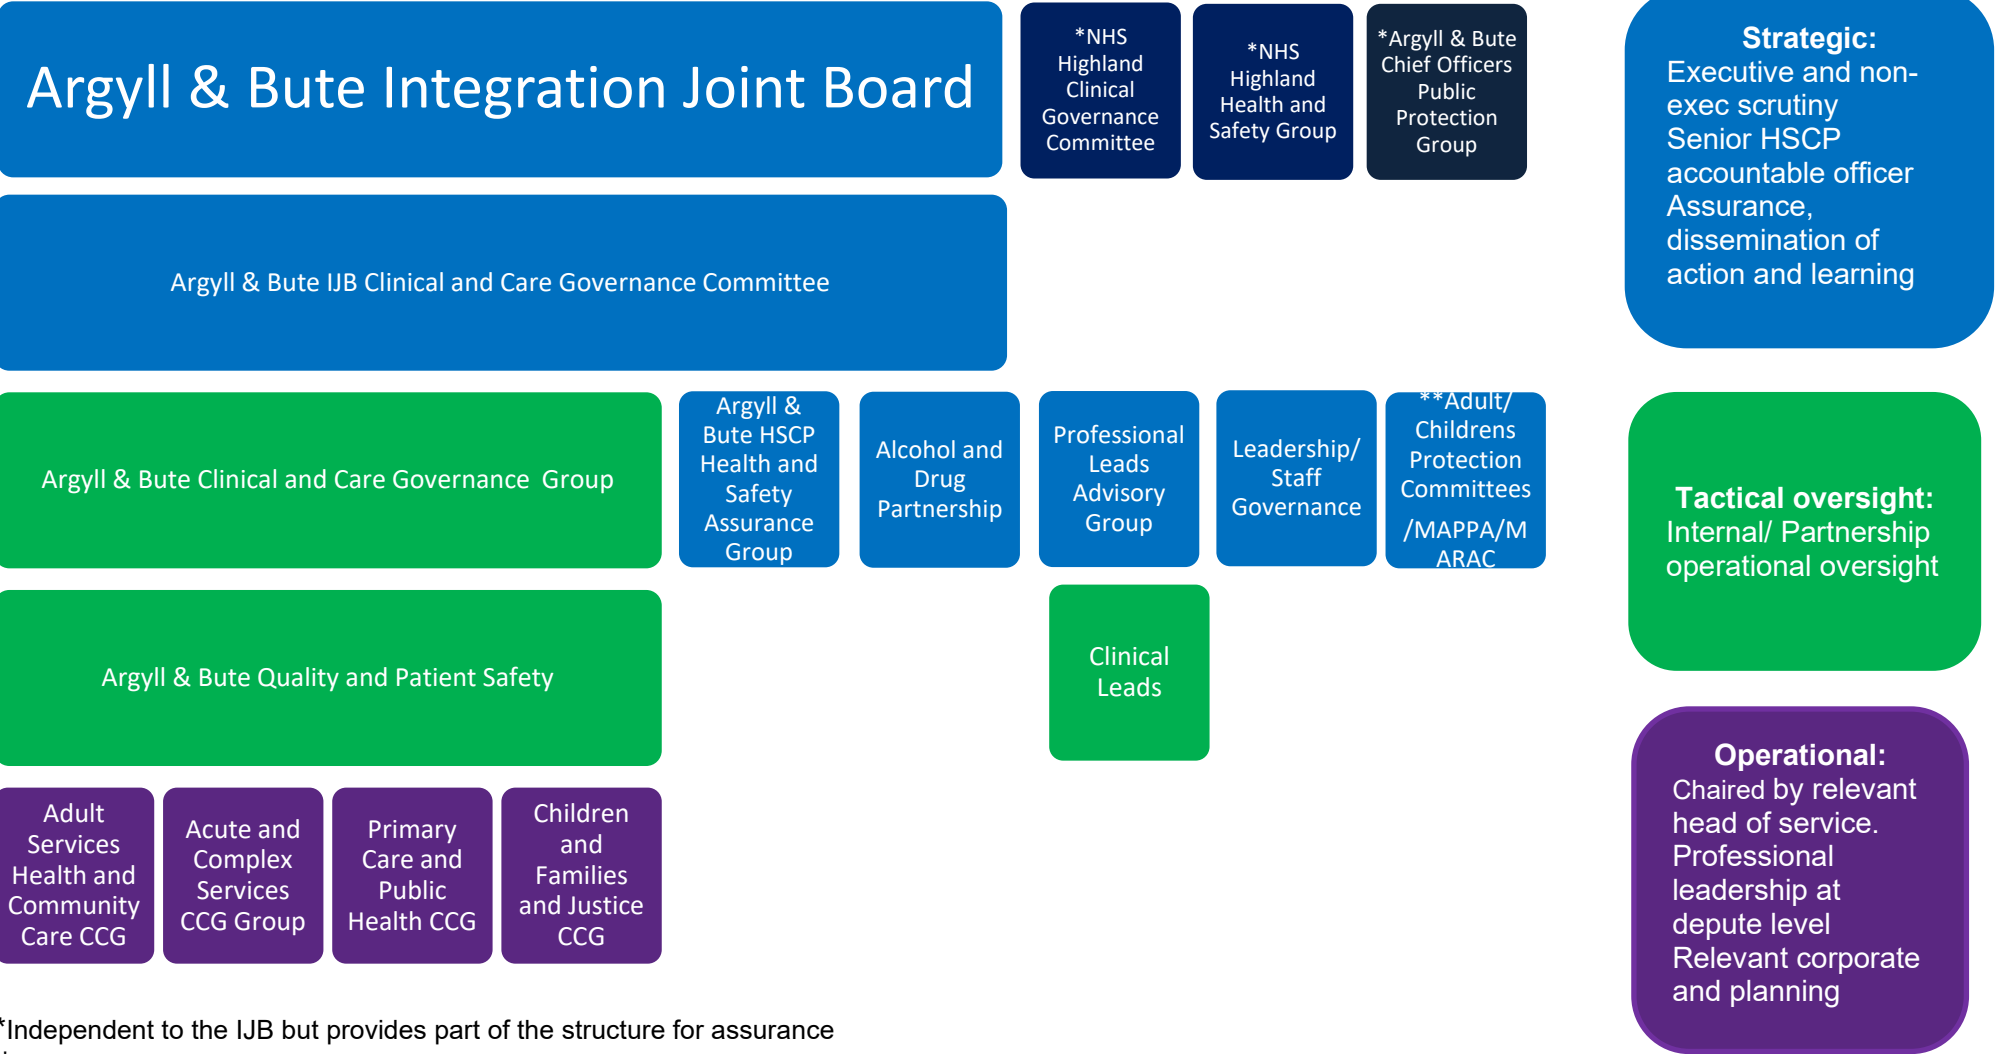 Argyll & Bute Integration Joint Board
*NHS
Highland
Clinical
Governance
Committee
*NHS
Highland
Health and
Safety Group
*Argyll & Bute
Chief Officers
Public
Protection
Group
Strategic:
Executive and non-
exec scrutiny
Senior HSCP
accountable officer
Assurance,
dissemination of
action and learning
Argyll & Bute IJB Clinical and Care Governance Committee
Argyll & Bute Clinical and Care Governance Group
Argyll &
Bute HSCP
Health and
Safety
Assurance
Group
Alcohol and
Drug
Partnership
Professional
Leads
Advisory
Group
Leadership/
Staff
Governance
**Adult/
Childrens
Protection
Committees
/MAPPA/M
ARAC
Tactical oversight:
Internal/ Partnership
operational oversight
Argyll & Bute Quality and Patient Safety
Clinical
Leads
Operational:
Chaired by relevant
head of service.
Professional
leadership at
depute level
Relevant corporate
and planning
Adult
Services
Health and
Community
Care CCG
Acute and
Complex
Services
CCG Group
Primary
Care and
Public
Health CCG
Children
and
Families
and Justice
CCG
*Independent to the IJB but provides part of the structure for assurance